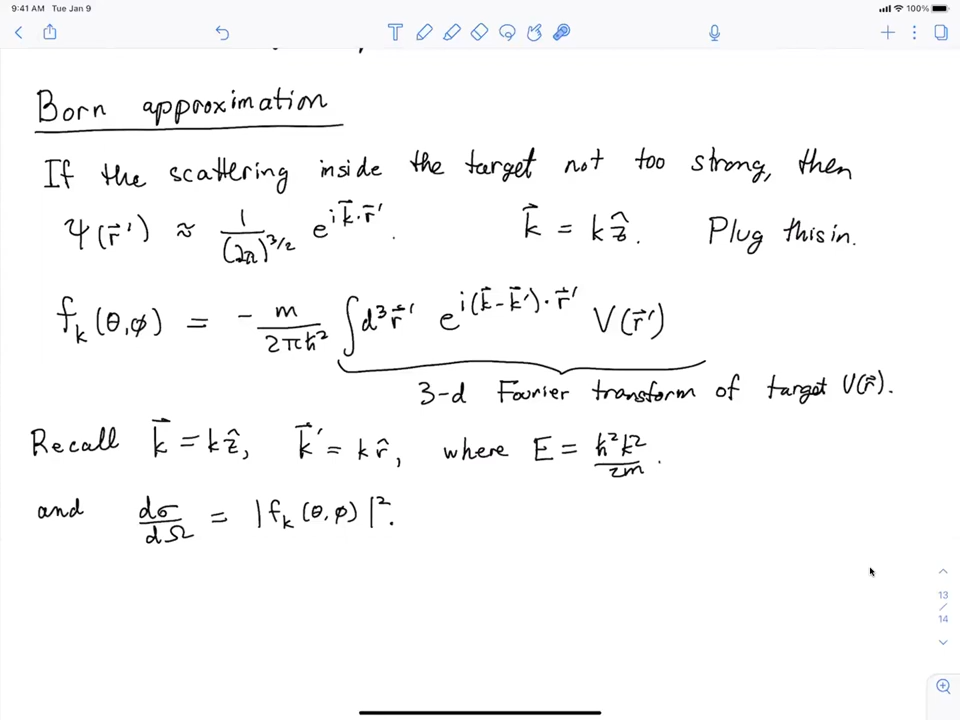 9:41 AM Tue Jan 9 100%
Born approximation
If the scattering inside the target not too strong, then
ψ(r⃗') ≈ 1/(2π)^{3/2} e^{ik⃗·r⃗'}. k⃗ = kẑ. Plug this in.
f_k(θ,φ) = - m/(2πħ²) ∫d³r⃗' e^{i(k⃗-k⃗')·r⃗'} V(r⃗')
3-d Fourier transform of target V(r⃗).
Recall k⃗ = kẑ, k⃗' = kr̂, where E = ħ²k²/2m.
and dσ/dΩ = |f_k(θ,φ)|².
13
/
14